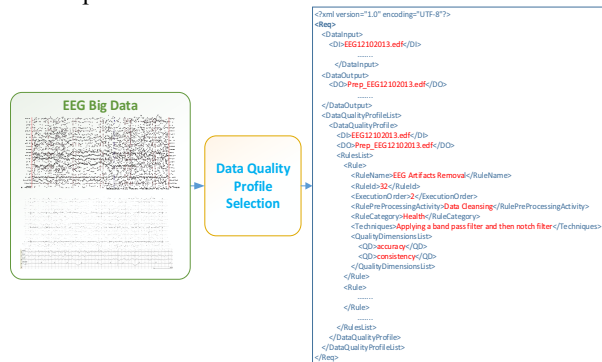 EEG Big Data
Data Quality
Profile
Selection
<?xml version="1.0" encoding="UTF-8"?>
<Req>
<DataInput>
<DI>EEG12102013.edf</DI>
.......
</DataInput>
<DataOutput>
<DO>Prep_EEG12102013.edf</DO>
.......
</DataOutput>
<DataQualityProfileList>
<DataQualityProfile>
<DI>EEG12102013.edf</DI>
<DO>Prep_EEG12102013.edf</DO>
<RulesList>
<Rule>
<RuleName>EEG Artifacts Removal</RuleName>
<RuleId>32</RuleId>
<ExecutionOrder>2</ExecutionOrder>
<RulePreProcessingActivity>Data Cleansing</RulePreProcessingActivity>
<RuleCategory>Health</RuleCategory>
<Techniques>Applying a band pass filter and then notch filter</Techniques>
<QualityDimensionsList>
<QD>accuracy</QD>
<QD>consistency</QD>
</QualityDimensionsList>
</Rule>
<Rule>
.......
</Rule>
.......
</RulesList>
</DataQualityProfile>
</DataQualityProfileList>
</Req>